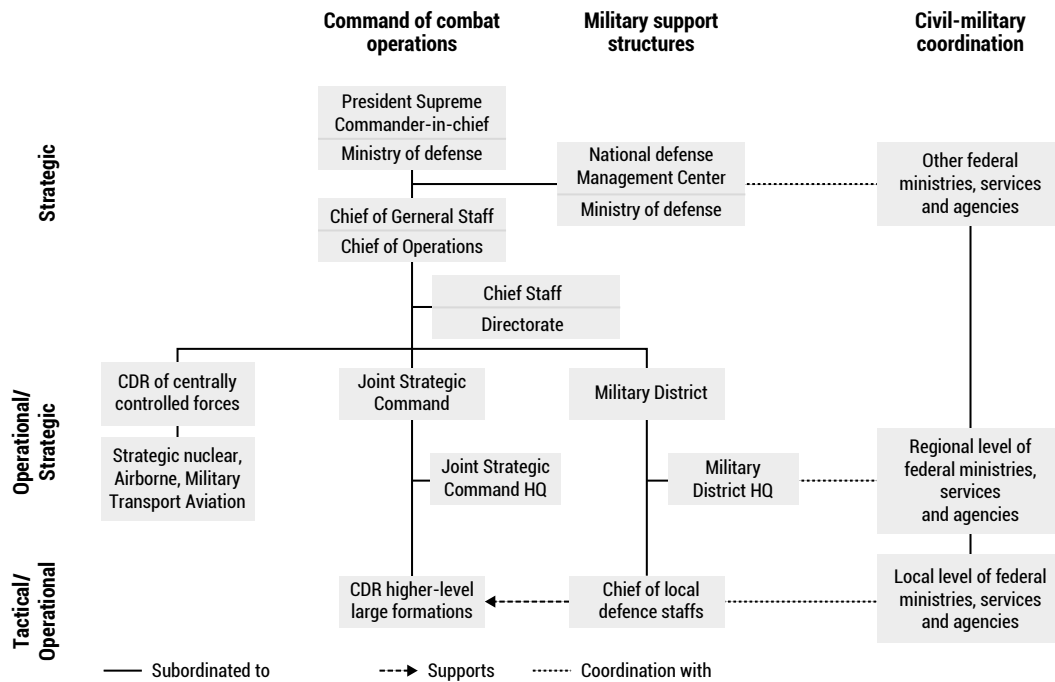 Command of combat
operations
Military support
structures
Civil-military
coordination
Strategic
President Supreme
Commander-in-chief
Ministry of defense
National defense
Management Center
Ministry of defense
Other federal
ministries, services
and agencies
Chief of Gerneral Staff
Chief of Operations
Chief Staff
Directorate
Operational/
Strategic
CDR of centrally
controlled forces
Joint Strategic
Command
Military District
Strategic nuclear,
Airborne, Military
Transport Aviation
Joint Strategic
Command HQ
Military
District HQ
Regional level of
federal ministries,
services
and agencies
Tactical/
Operational
CDR higher-level
large formations
Chief of local
defence staffs
Local level of federal
ministries, services
and agencies
Subordinated to
Supports
Coordination with